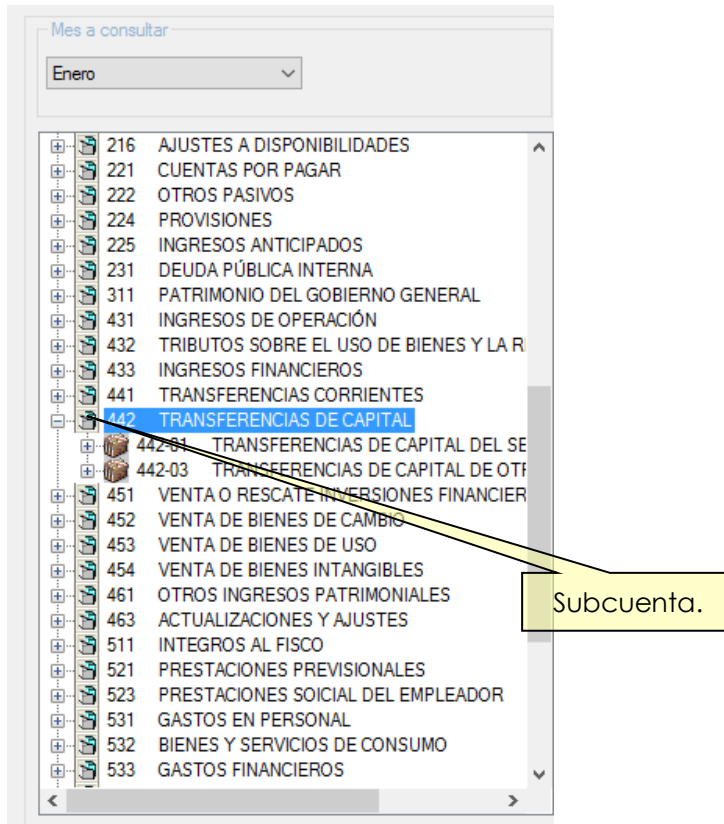 Mes a consultar
Enero
216 AJUSTES A DISPONIBILIDADES
221 CUENTAS POR PAGAR
222 OTROS PASIVOS
224 PROVISIONES
225 INGRESOS ANTICIPADOS
231 DEUDA PÚBLICA INTERNA
311 PATRIMONIO DEL GOBIERNO GENERAL
431 INGRESOS DE OPERACIÓN
432 TRIBUTOS SOBRE EL USO DE BIENES Y LA R
433 INGRESOS FINANCIEROS
441 TRANSFERENCIAS CORRIENTES
442 TRANSFERENCIAS DE CAPITAL
442-01 TRANSFERENCIAS DE CAPITAL DEL SE
442-03 TRANSFERENCIAS DE CAPITAL DE OTR
451 VENTA O RESCATE INVERSIONES FINANCIER
452 VENTA DE BIENES DE CAMBIO
453 VENTA DE BIENES DE USO
454 VENTA DE BIENES INTANGIBLES
461 OTROS INGRESOS PATRIMONIALES
463 ACTUALIZACIONES Y AJUSTES
511 INTEGROS AL FISCO
521 PRESTACIONES PREVISIONALES
523 PRESTACIONES SOICIAL DEL EMPLEADOR
531 GASTOS EN PERSONAL
532 BIENES Y SERVICIOS DE CONSUMO
533 GASTOS FINANCIEROS
Subcuenta.